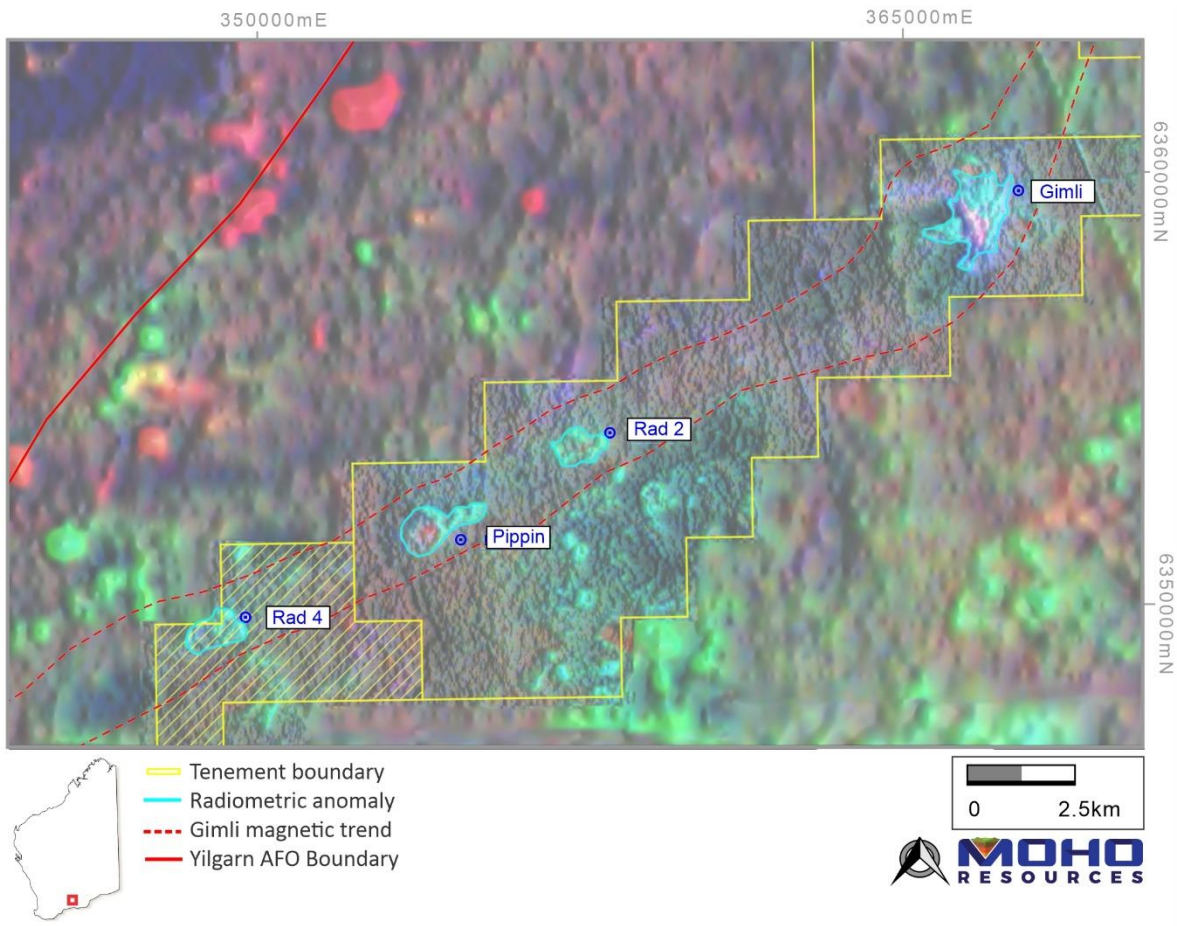 350000mE
365000mE
6360000mN
Gimli
Rad 2
Pippin
6350000mN
Rad 4
Tenement boundary
Radiometric anomaly
Gimli magnetic trend
Yilgarn AFO Boundary
0 2.5km
MOHO
RESOURCES